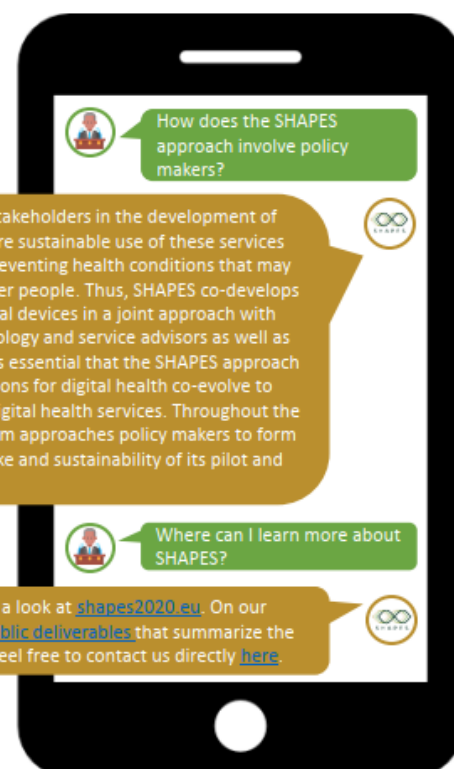 How does the SHAPES
approach involve policy
makers?
takeholders in the development of
re sustainable use of these services
eventing health conditions that may
er people. Thus, SHAPES co-develops
al devices in a joint approach with
ology and service advisors as well as
s essential that the SHAPES approach
ons for digital health co-evolve to
igital health services. Throughout the
m approaches policy makers to form
ke and sustainability of its pilot and
SHAPES
Where can I learn more about
SHAPES?
a look at shapes2020.eu. On our
blic deliverables that summarize the
eel free to contact us directly here.
SHAPES